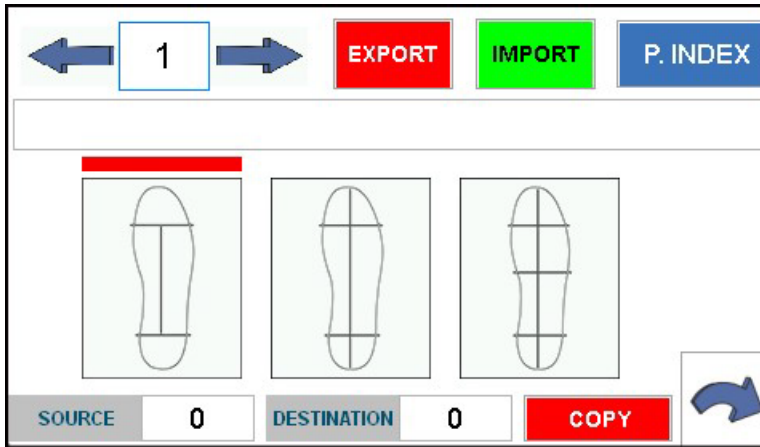 1 EXPORT IMPORT P. INDEX
SOURCE 0 DESTINATION 0 COPY